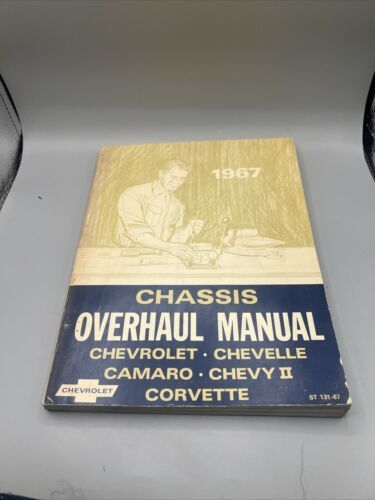 1967
CHASSIS
OVERHAUL MANUAL
CHEVROLET · CHEVELLE
CAMARO · CHEVY II
CORVETTE
CHEVROLET
ST 131-67